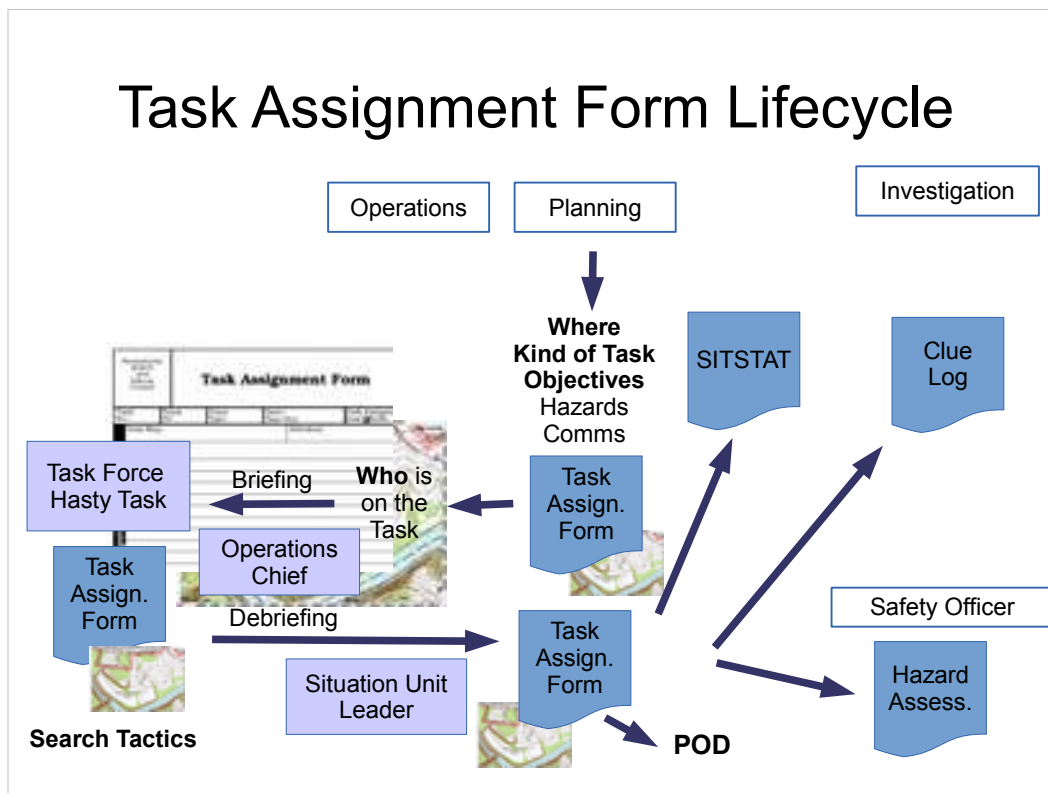 Task Assignment Form Lifecycle
Operations
Planning
Investigation
Where
Kind of Task
Objectives
Hazards
Comms
SITSTAT
Clue
Log
Task Assignment Form
Task Force
Hasty Task
Briefing
Who is
on the
Task
Task
Assign.
Form
Operations
Chief
Task
Assign.
Form
Debriefing
Situation Unit
Leader
Task
Assign.
Form
Safety Officer
Hazard
Assess.
Search Tactics
POD